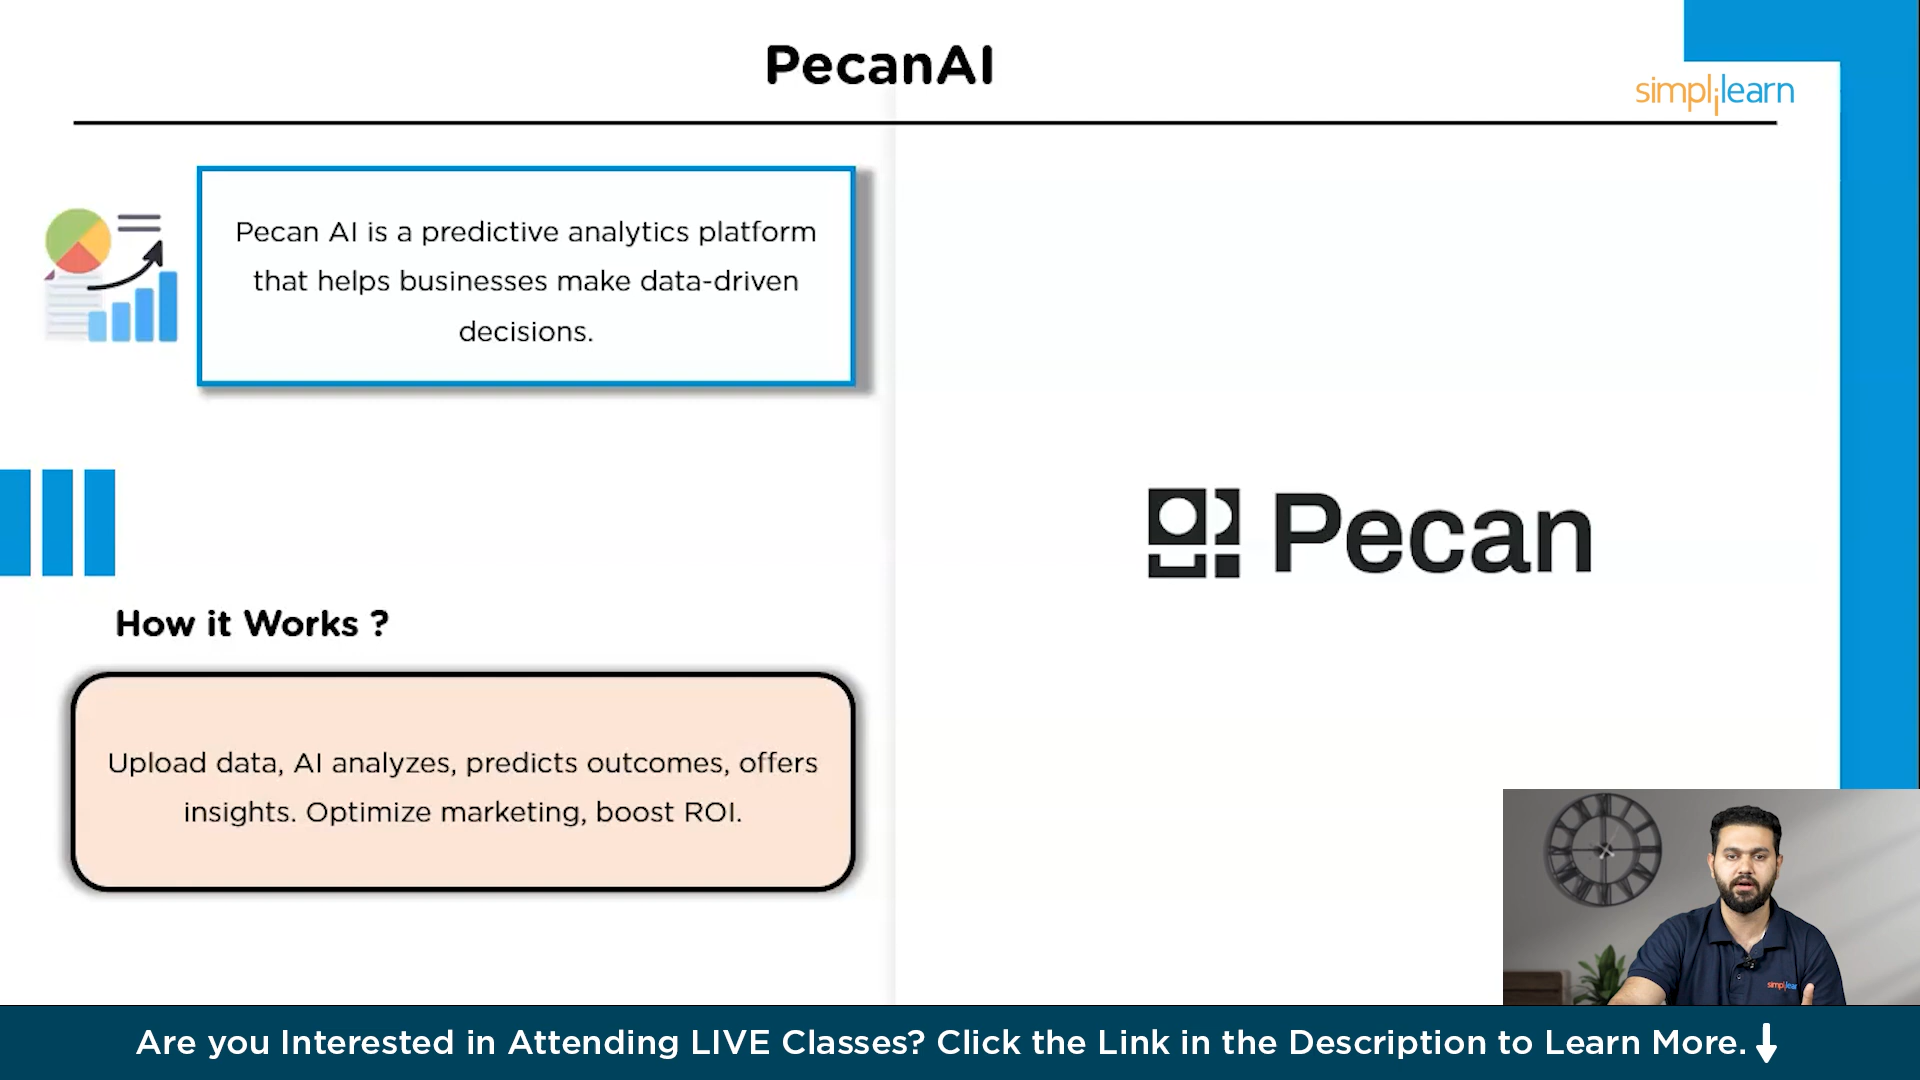 PecanAI
simplilearn
Pecan AI is a predictive analytics platform
that helps businesses make data-driven
decisions.
Pecan
How it Works ?
Upload data, AI analyzes, predicts outcomes, offers
insights. Optimize marketing, boost ROI.
simplilearn
Are you Interested in Attending LIVE Classes? Click the Link in the Description to Learn More.